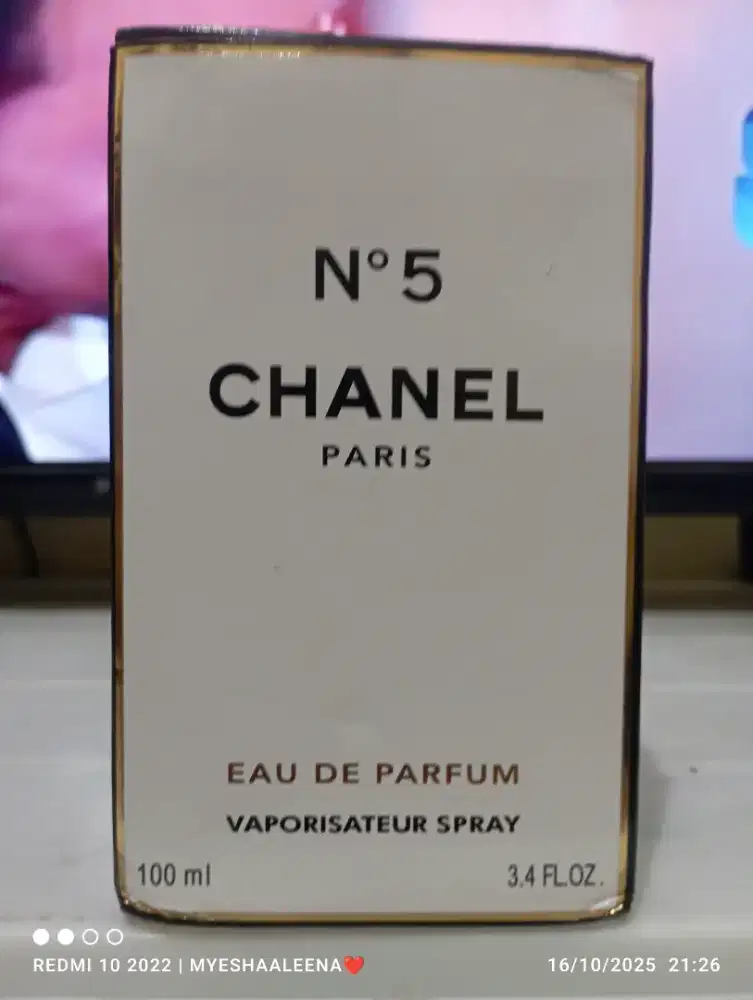 N° 5
CHANEL
PARIS
EAU DE PARFUM
VAPORISATEUR SPRAY
100 ml 3.4 FL.OZ.
REDMI 10 2022 | MYESHAALEENA❤️ 16/10/2025 21:26